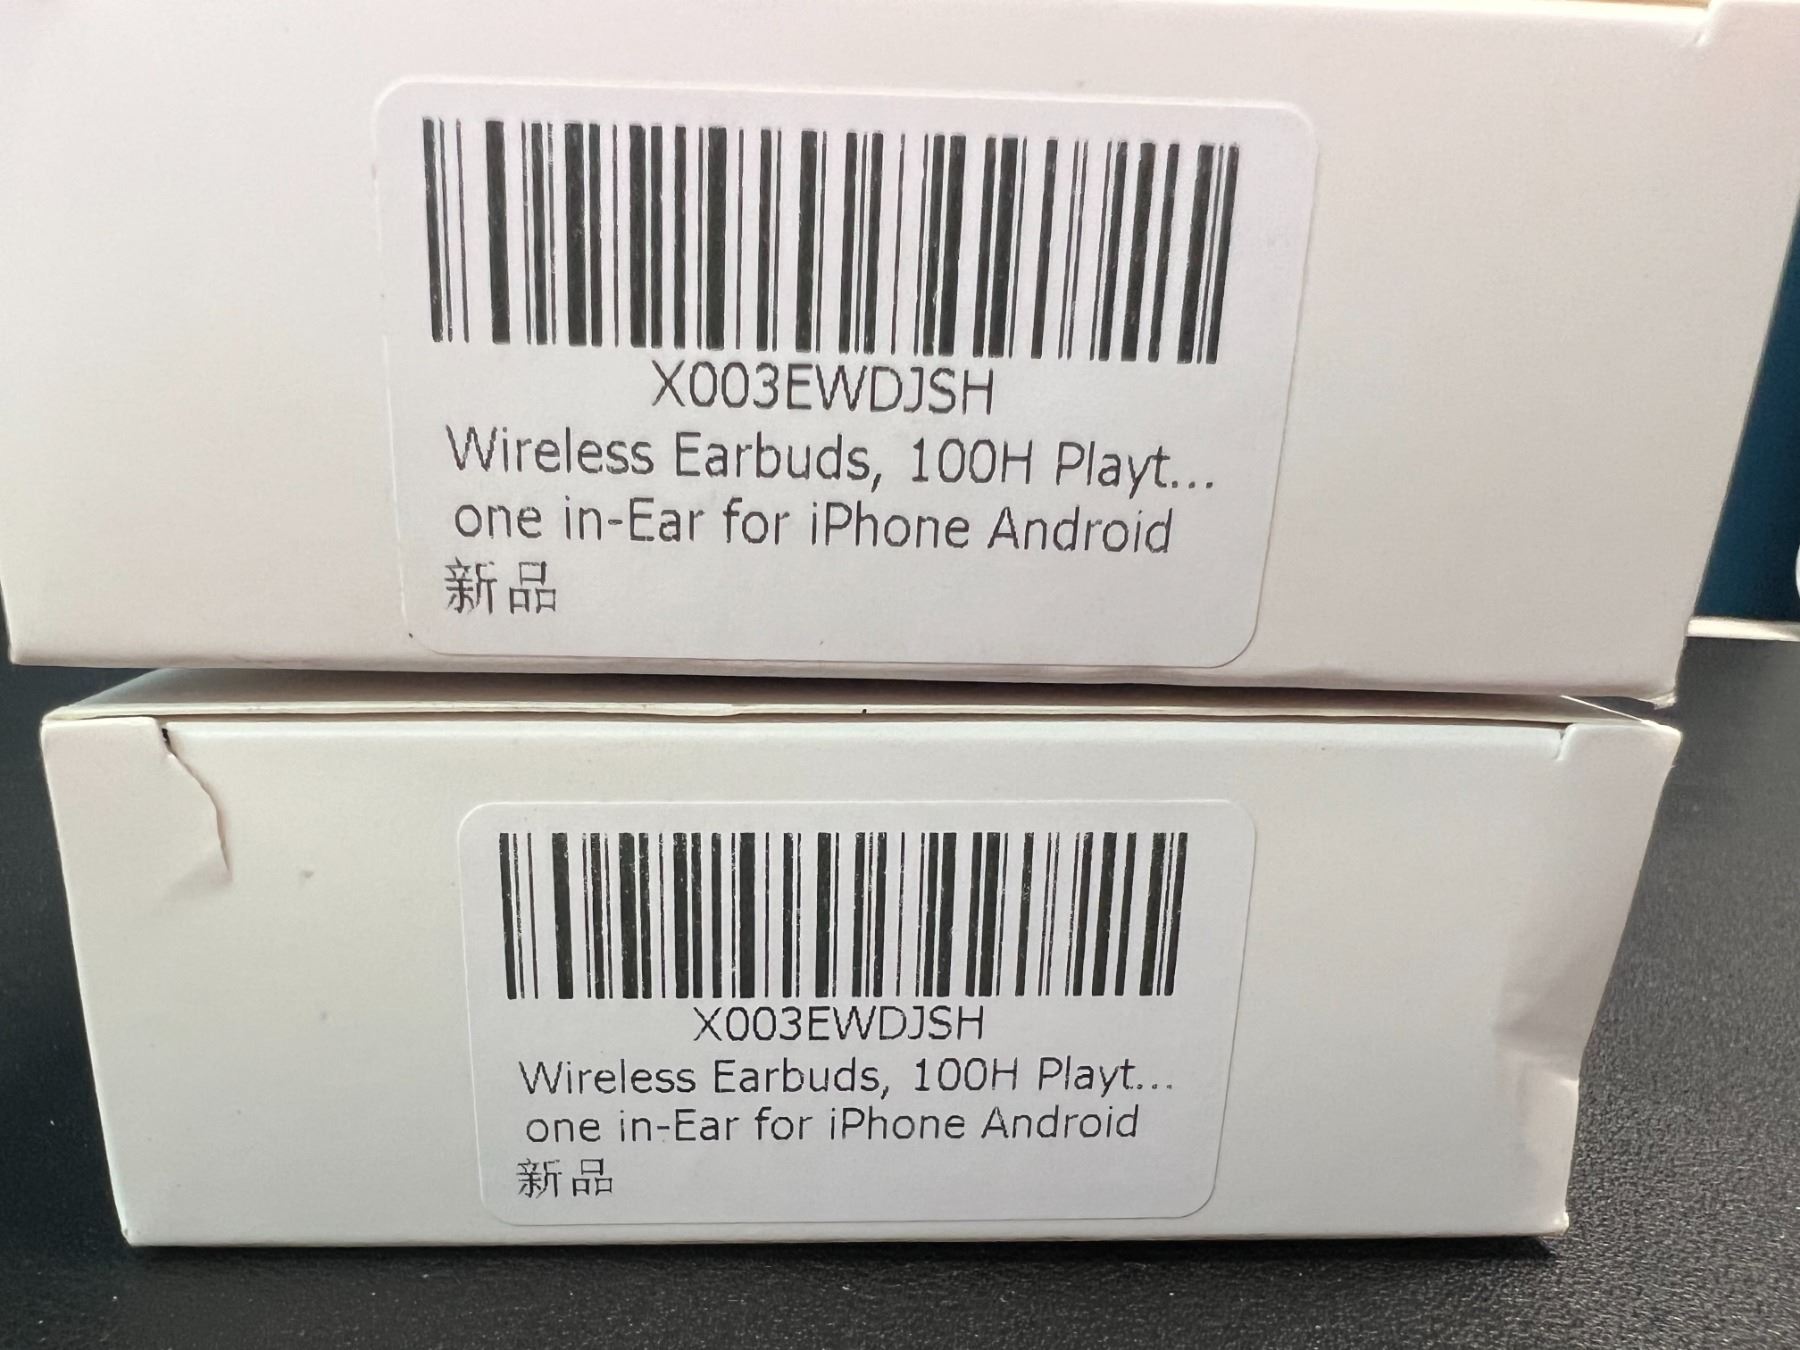 X003EWDJSH
Wireless Earbuds, 100H Playt...
one in-Ear for iPhone Android
新品
X003EWDJSH
Wireless Earbuds, 100H Playt...
one in-Ear for iPhone Android
新品